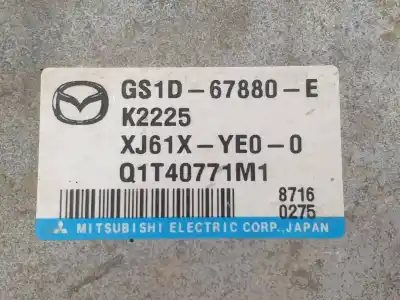 GS1D-67880-E
K2225
XJ61X-YE0-0
Q1T40771M1
8716
0275
MITSUBISHI ELECTRIC CORP., JAPAN